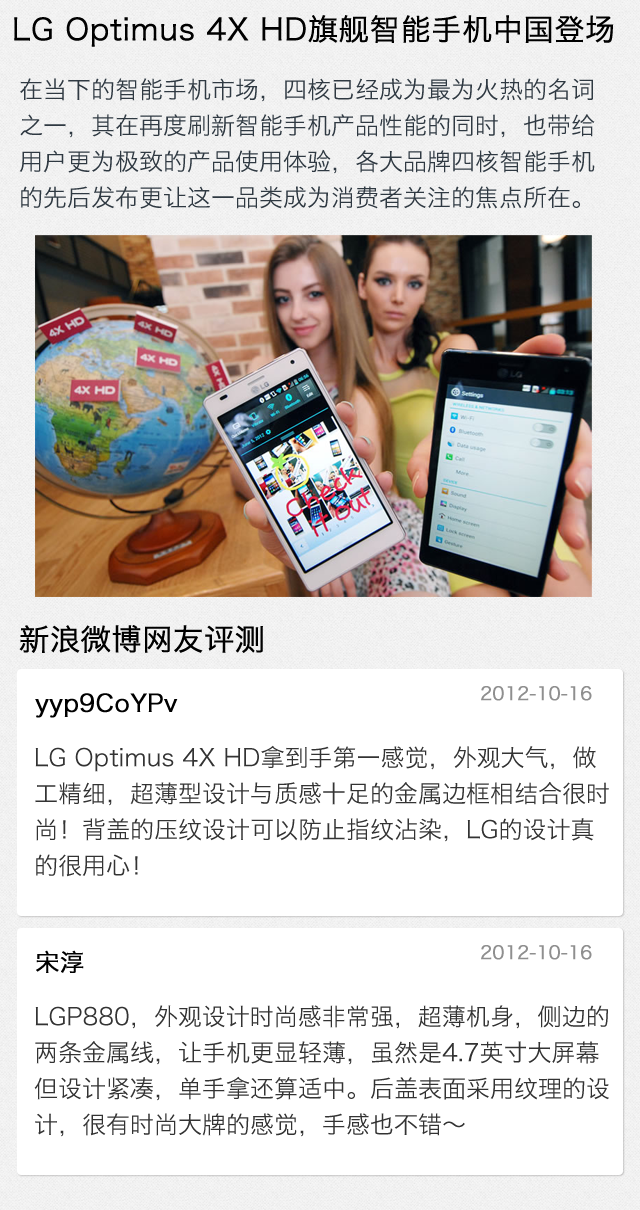 LG Optimus 4X HD旗舰智能手机中国登场
在当下的智能手机市场，四核已经成为最为火热的名词
之一，其在再度刷新智能手机产品性能的同时，也带给
用户更为极致的产品使用体验，各大品牌四核智能手机
的先后发布更让这一品类成为消费者关注的焦点所在。
4X HD
4X HD
4X HD
4X HD
LG
Check
it out
LG
Settings
WIRELESS & NETWORKS
Wi-Fi
Bluetooth
Data usage
Call
More
Sound
Display
Home screen
Lock screen
Gesture
新浪微博网友评测
yyp9CoYPv
2012-10-16
LG Optimus 4X HD拿到手第一感觉，外观大气，做
工精细，超薄型设计与质感十足的金属边框相结合很时
尚！背盖的压纹设计可以防止指纹沾染，LG的设计真
的很用心！
宋淳
2012-10-16
LGP880，外观设计时尚感非常强，超薄机身，侧边的
两条金属线，让手机更显轻薄，虽然是4.7英寸大屏幕
但设计紧凑，单手拿还算适中。后盖表面采用纹理的设
计，很有时尚大牌的感觉，手感也不错～